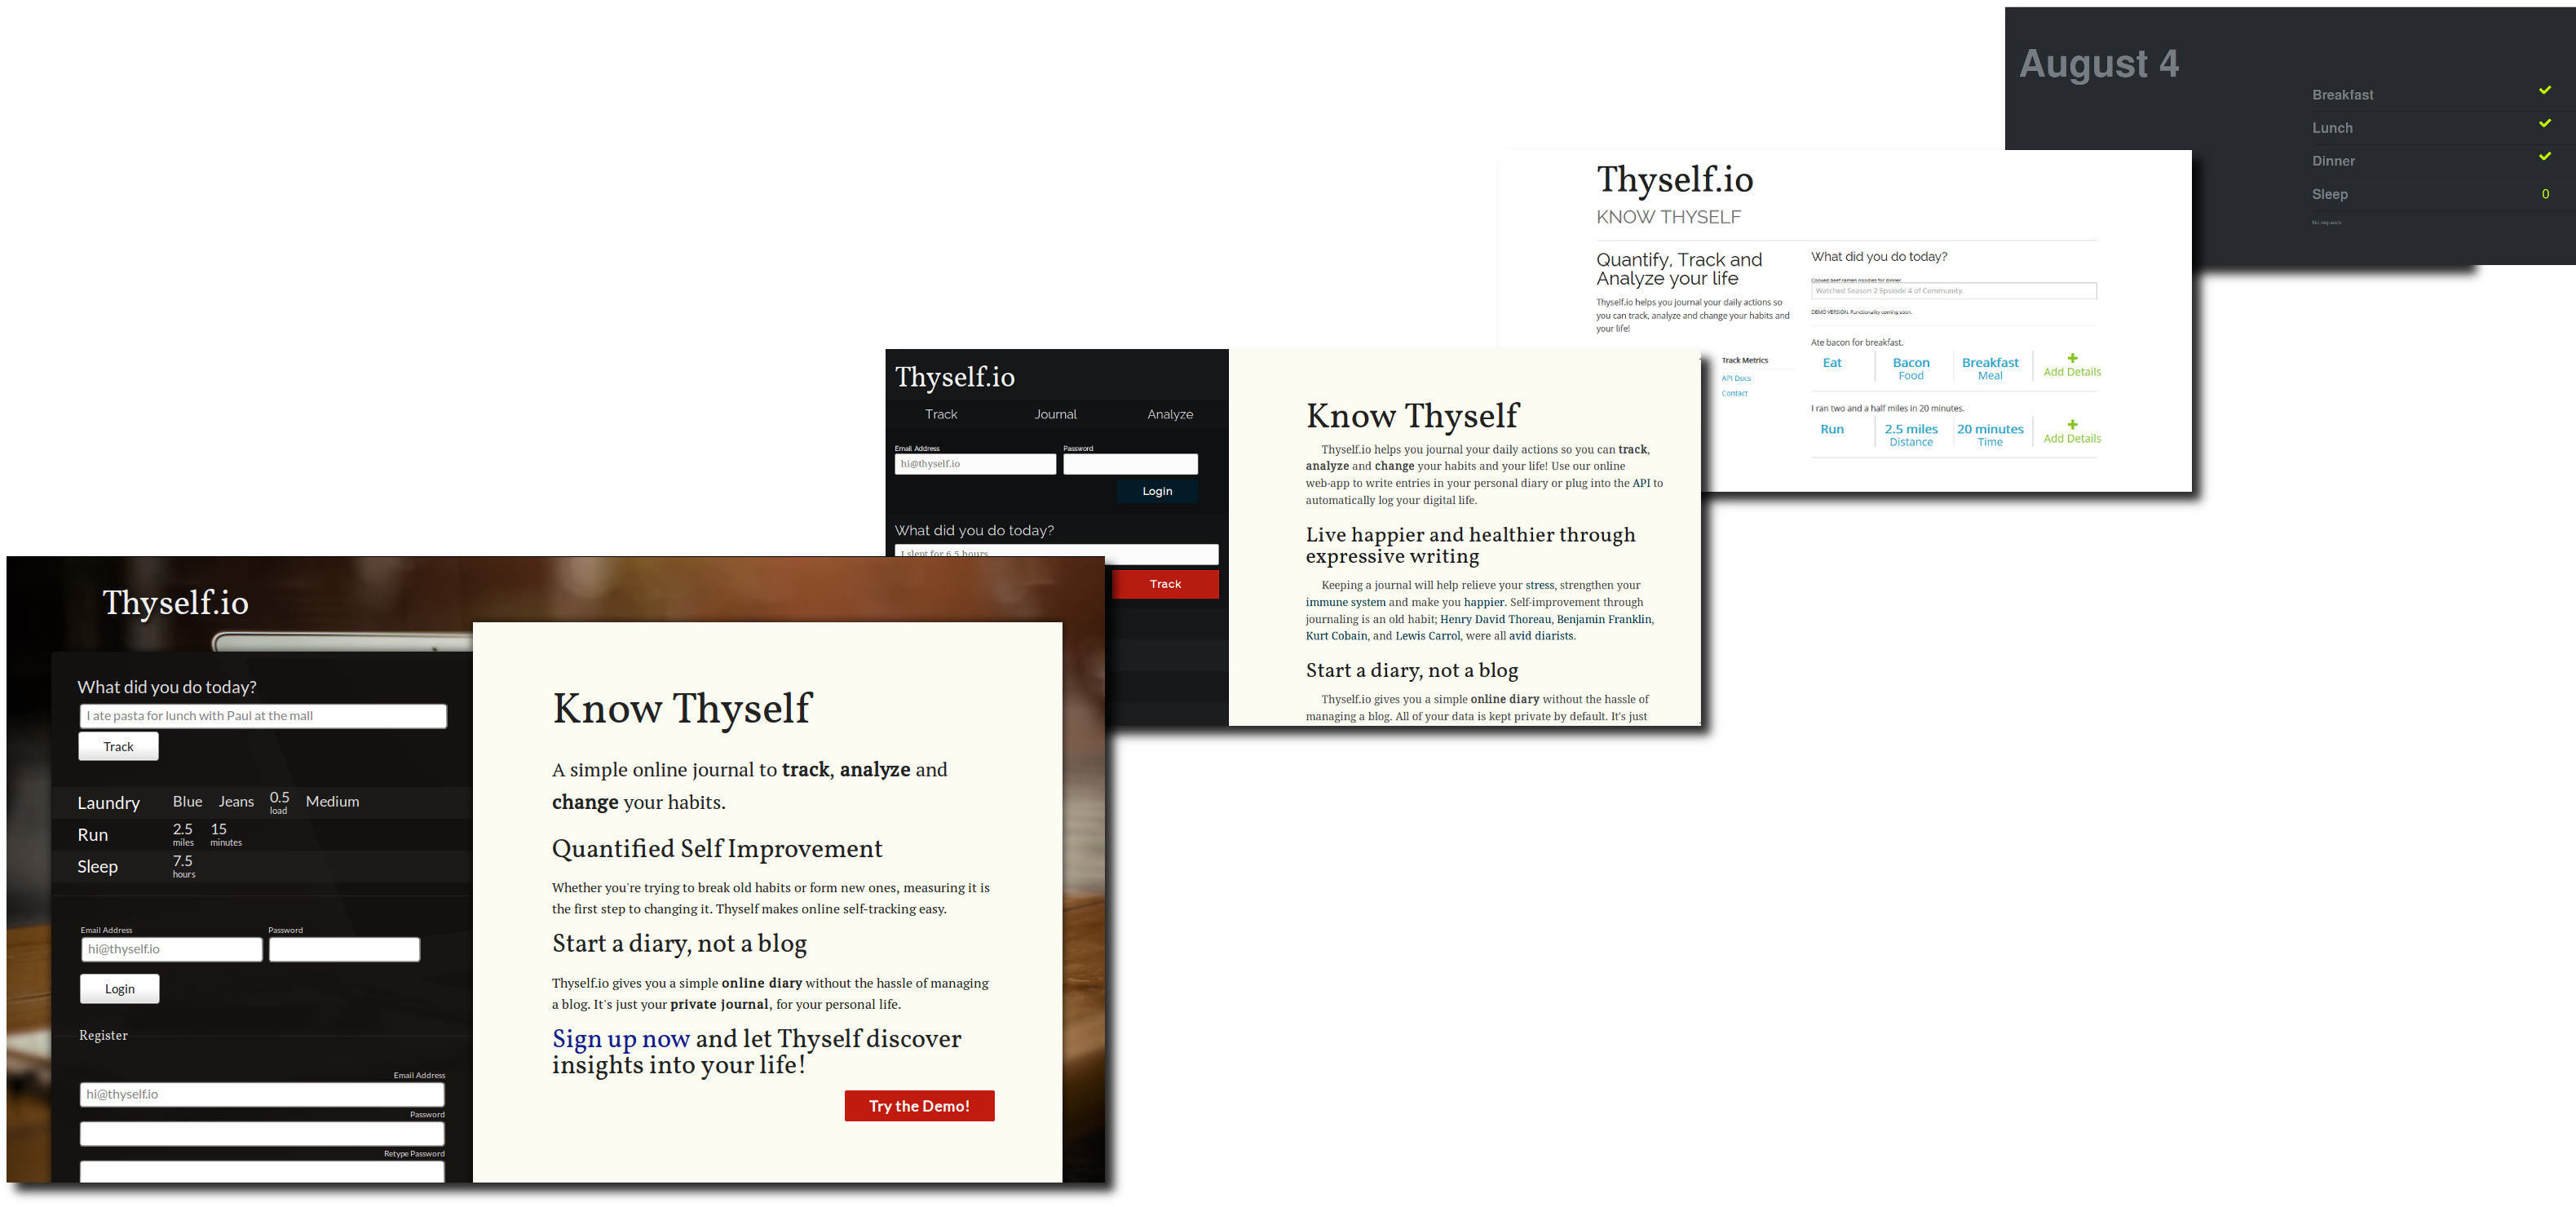 August 4
Breakfast
Lunch
Dinner
Sleep 0
No requests
Thyself.io
KNOW THYSELF
Quantify, Track and
Analyze your life
Thyself.io helps you journal your daily actions so
you can track, analyze and change your habits and
your life!
Track Metrics
API Docs
Contact
What did you do today?
Cooked beef ramen noodles for dinner.
Watched Season 2 Epsiode 4 of Community.
DEMO VERSION. Functionality coming soon.
Ate bacon for breakfast.
Eat Bacon Breakfast
Food Meal Add Details
I ran two and a half miles in 20 minutes.
Run 2.5 miles 20 minutes
Distance Time Add Details
Thyself.io
Track Journal Analyze
Email Address Password
hi@thyself.io
Login
What did you do today?
I slept for 6.5 hours
Track
Know Thyself
Thyself.io helps you journal your daily actions so you can track,
analyze and change your habits and your life! Use our online
web-app to write entries in your personal diary or plug into the API to
automatically log your digital life.
Live happier and healthier through
expressive writing
Keeping a journal will help relieve your stress, strengthen your
immune system and make you happier. Self-improvement through
journaling is an old habit; Henry David Thoreau, Benjamin Franklin,
Kurt Cobain, and Lewis Carrol, were all avid diarists.
Start a diary, not a blog
Thyself.io gives you a simple online diary without the hassle of
managing a blog. All of your data is kept private by default. It's just
Thyself.io
What did you do today?
I ate pasta for lunch with Paul at the mall
Track
Laundry Blue Jeans 0.5 Medium
load
Run 2.5 15
miles minutes
Sleep 7.5
hours
Email Address Password
hi@thyself.io
Login
Register
Email Address
hi@thyself.io
Password
Retype Password
Know Thyself
A simple online journal to track, analyze and
change your habits.
Quantified Self Improvement
Whether you're trying to break old habits or form new ones, measuring it is
the first step to changing it. Thyself makes online self-tracking easy.
Start a diary, not a blog
Thyself.io gives you a simple online diary without the hassle of managing
a blog. It's just your private journal, for your personal life.
Sign up now and let Thyself discover
insights into your life!
Try the Demo!